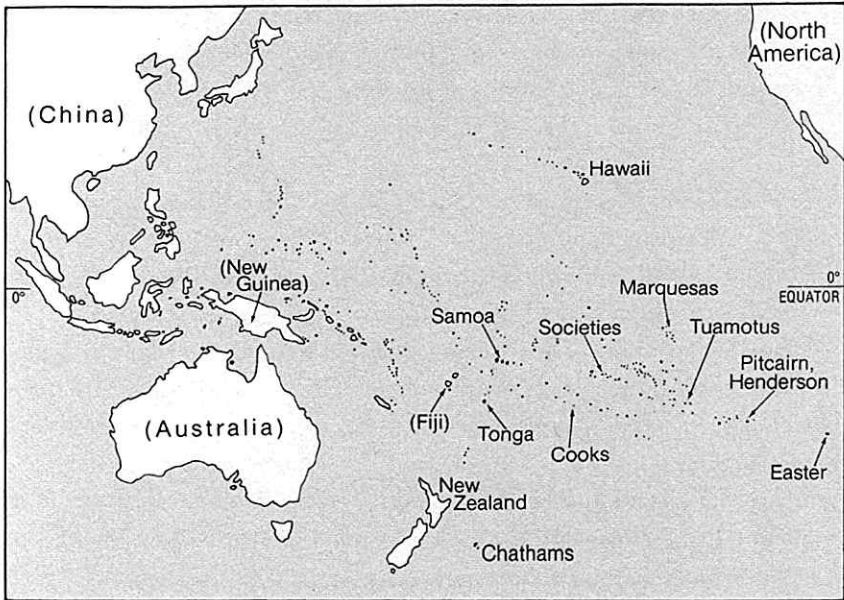 (North
America)
(China)
Hawaii
(New
Guinea)
0°
0°
EQUATOR
Marquesas
Samoa
Societies
Tuamotus
Pitcairn,
Henderson
(Australia)
(Fiji)
Tonga
Cooks
Easter
New
Zealand
Chathams